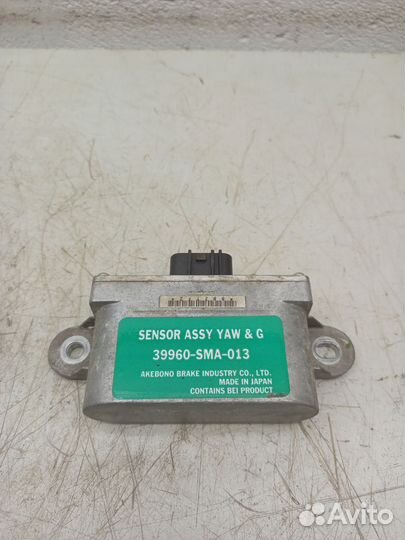 SENSOR ASSY YAW & G
39960-SMA-013
AKEBONO BRAKE INDUSTRY CO., LTD.
MADE IN JAPAN
CONTAINS BEI PRODUCT
Avito